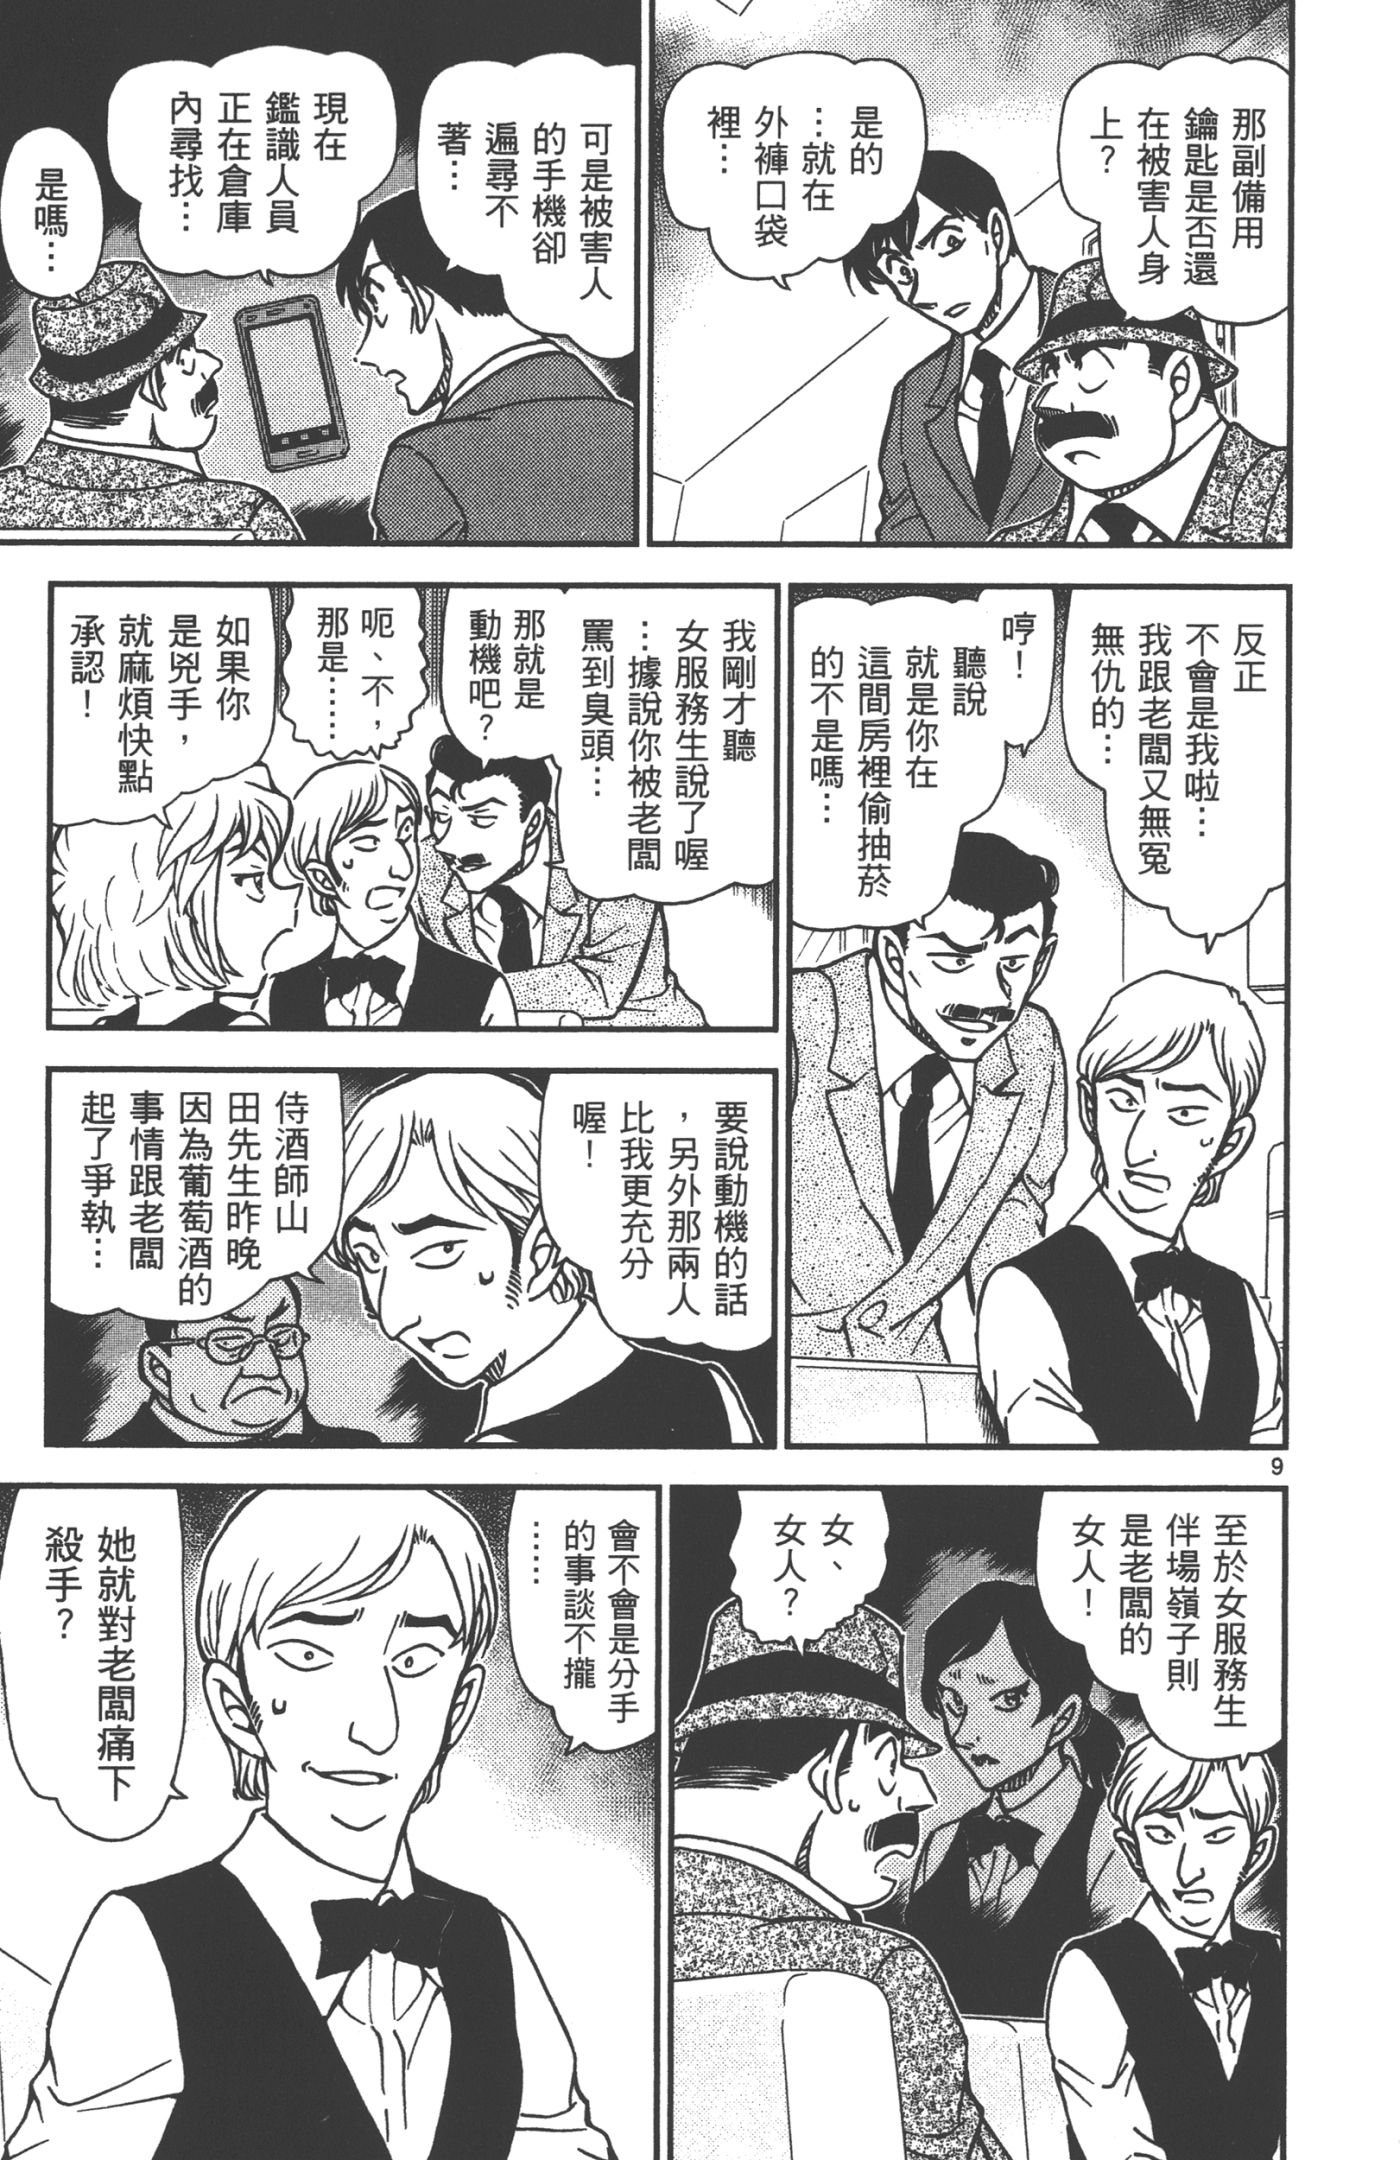 那副備用
鑰匙是否還
在被害人身
上？
是的
…就在
外褲口袋
裡…
可是被害人
的手機卻
遍尋不
著…
現在
鑑識人員
正在倉庫
內尋找…
是嗎…
反正
不會是我啦…
我跟老闆又無冤
無仇的…
哼！
聽說
就是你在
這間房裡偷抽菸
的不是嗎…
我剛才聽
女服務生說了喔
…據說你被老闆
罵到臭頭…
那就是
動機吧？
呃、不，
那是……
如果你
是兇手，
就麻煩快點
承認！
要說動機的話
，另外那兩人
比我更充分
喔！
侍酒師山
田先生昨晚
因為葡萄酒的
事情跟老闆
起了爭執…
9
至於女服務生
伴場嶺子則
是老闆的
女人！
女、
女人？
會不會是分手
的事談不攏
……
她就對老闆痛下
殺手？